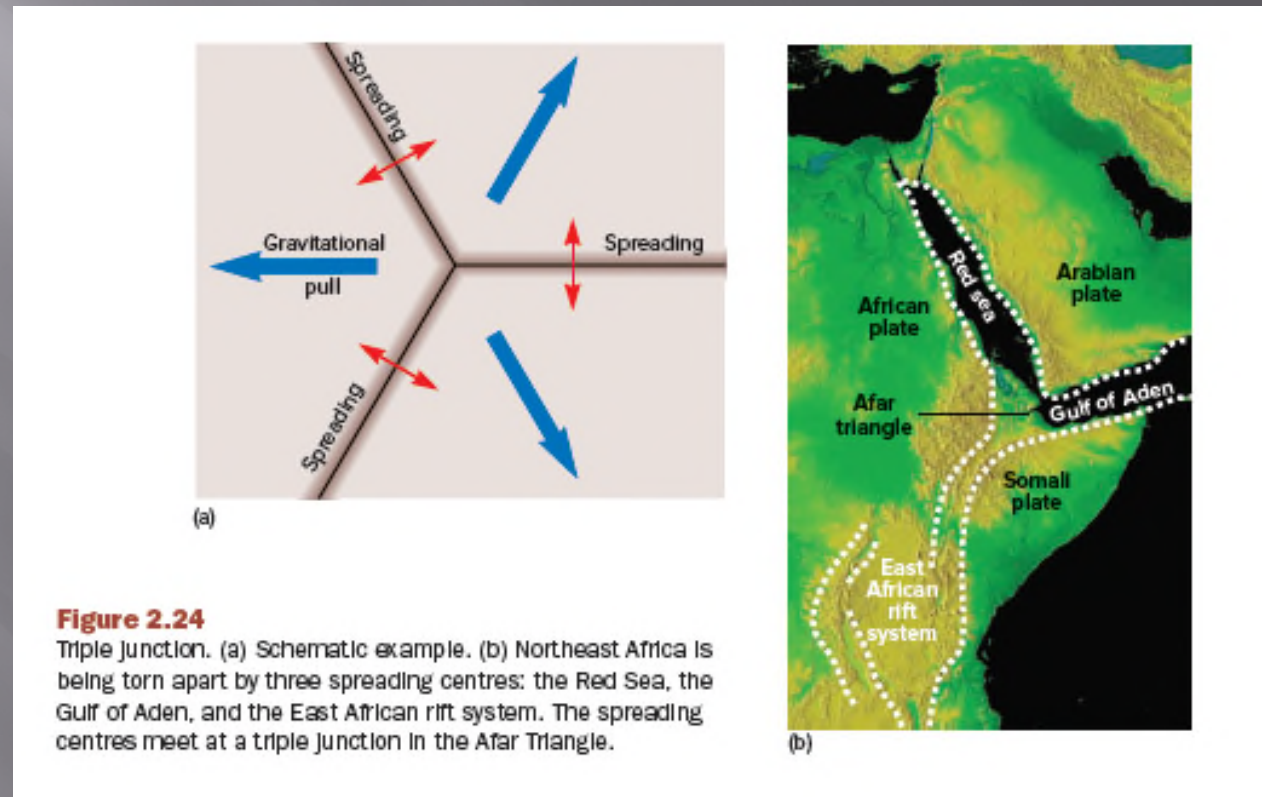 Spreading
Gravitational
pull
Spreading
Spreading
(a)
Red sea
Arabian
plate
African
plate
Afar
triangle
Gulf of Aden
Somali
plate
East
African
rift
system
(b)
Figure 2.24
Triple junction. (a) Schematic example. (b) Northeast Africa is
being torn apart by three spreading centres: the Red Sea, the
Gulf of Aden, and the East African rift system. The spreading
centres meet at a triple junction in the Afar Triangle.